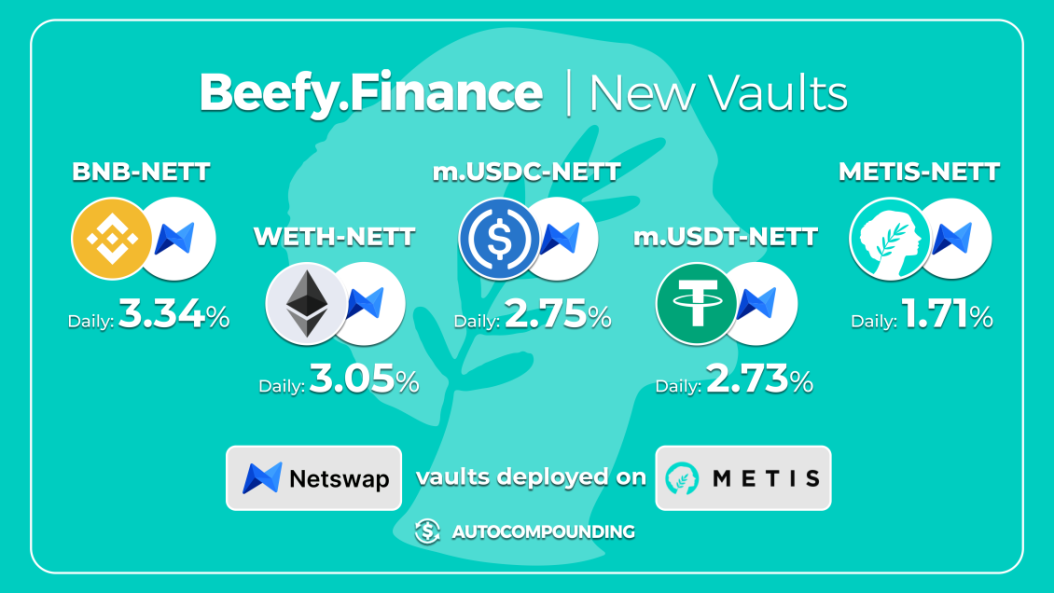 Beefy.Finance | New Vaults
BNB-NETT
Daily: 3.34%
WETH-NETT
Daily: 3.05%
m.USDC-NETT
Daily: 2.75%
m.USDT-NETT
Daily: 2.73%
METIS-NETT
Daily: 1.71%
Netswap vaults deployed on METIS
AUTOCOMPOUNDING